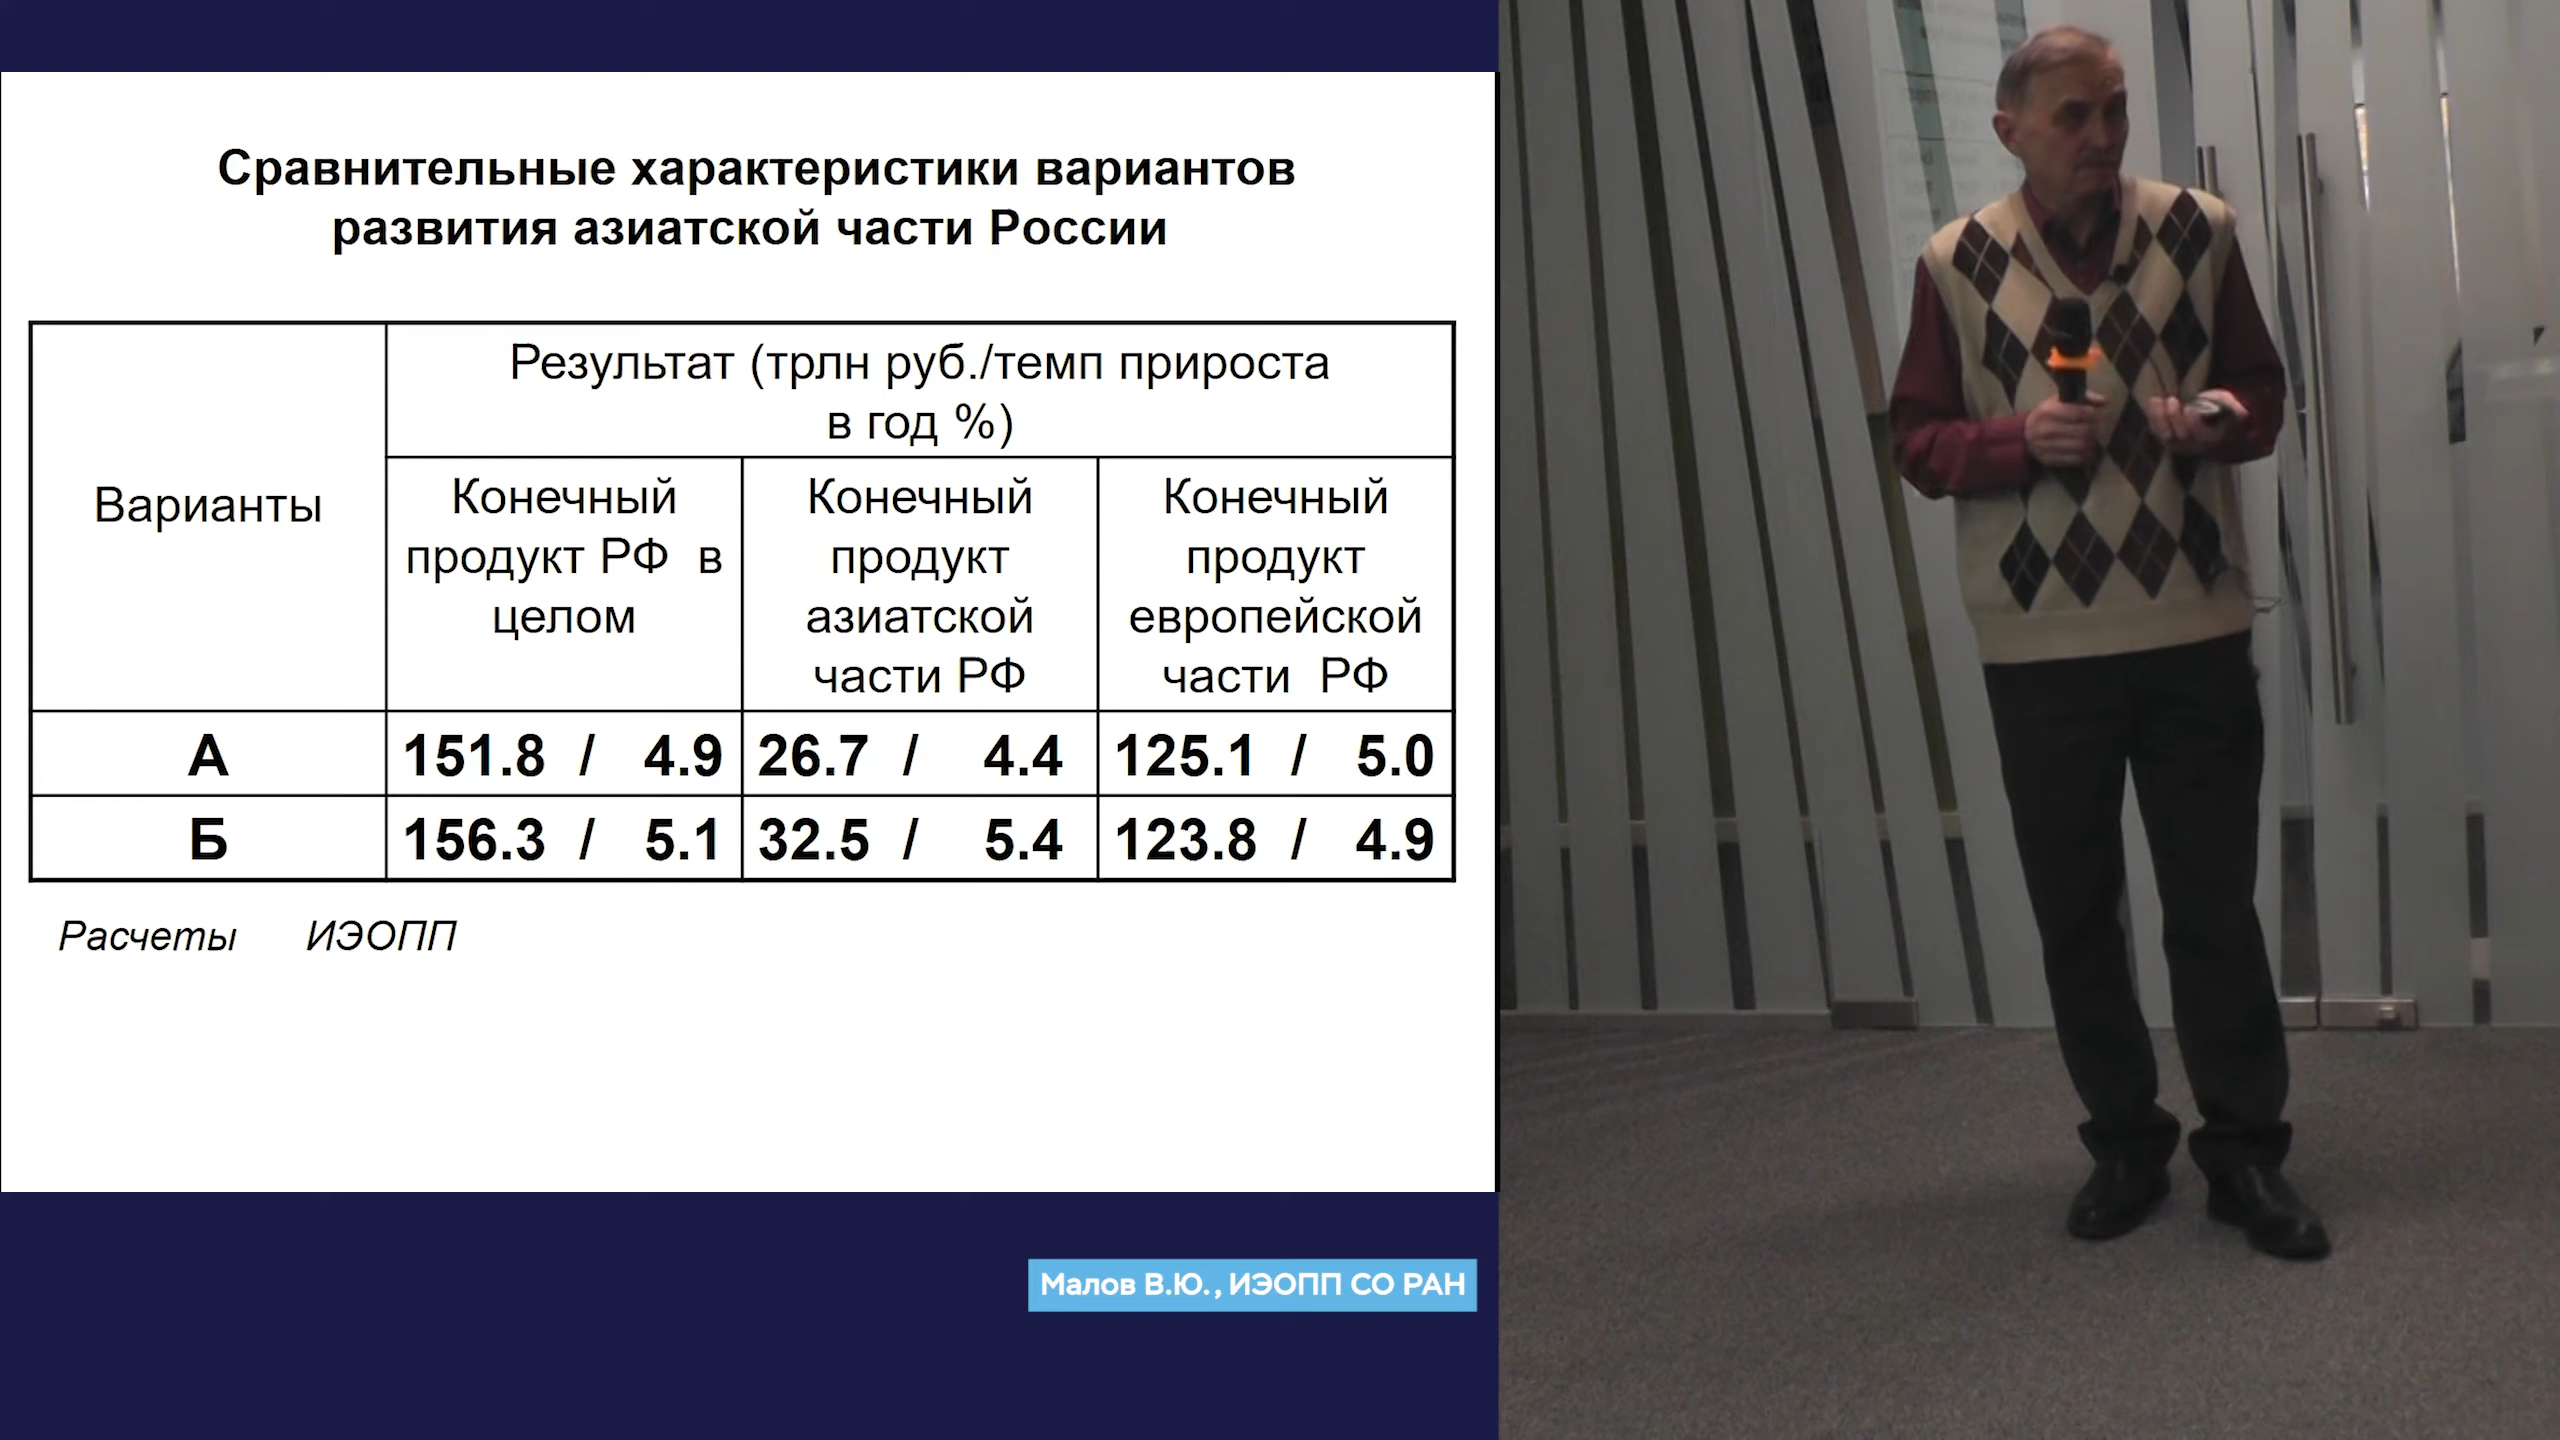 Сравнительные характеристики вариантов
развития азиатской части России
Варианты
Результат (трлн руб./темп прироста
в год %)
Конечный
продукт РФ в
целом
Конечный
продукт
азиатской
части РФ
Конечный
продукт
европейской
части РФ
А
151.8 / 4.9
26.7 / 4.4
125.1 / 5.0
Б
156.3 / 5.1
32.5 / 5.4
123.8 / 4.9
Расчеты ИЭОПП
Малов В.Ю., ИЭОПП СО РАН